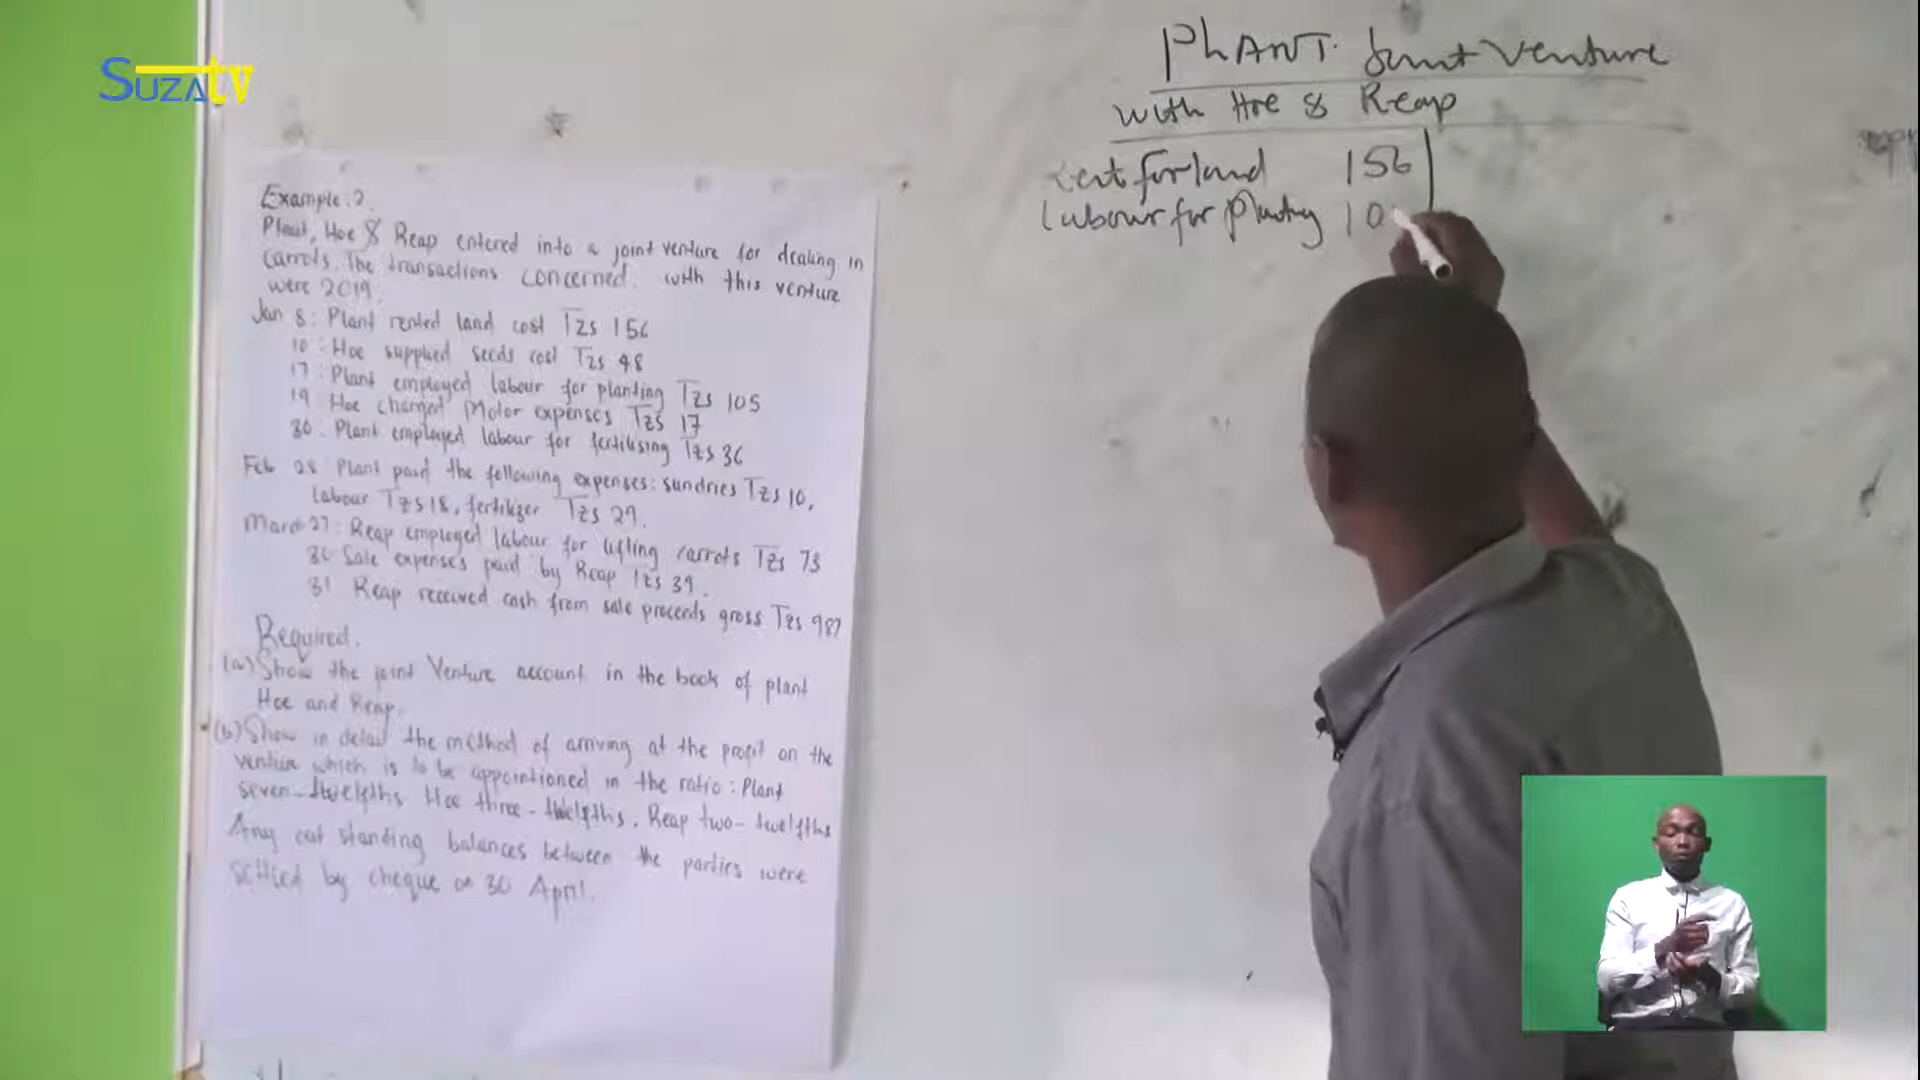 SUZA tv
Example: 2
Plant, Hoe & Reap entered into a joint venture for dealing in
carrots. The transactions concerned with this venture
were 2019.
Jan 8: Plant rented land cost Tzs 156
10: Hoe supplied seeds cost Tzs 48
17: Plant employed labour for planting Tzs 105
19 Hoe charged Motor expenses Tzs 17
30. Plant employed labour for fertilising Tzs 36
Feb 28 Plant paid the following expenses: sundries Tzs 10,
labour Tzs 18, fertilizer Tzs 29.
March 27: Reap employed labour for lifting carrots Tzs 73
30 Sale expenses paid by Reap Tzs 39.
31 Reap received cash from sale proceeds gross Tzs 987
Required.
(a) Show the joint Venture account in the book of plant
Hoe and Reap.
(b) Show in detail the method of arriving at the profit on the
venture which is to be appointioned in the ratio: Plant
seven-twelfths Hoe three-twelfths, Reap two-twelfths
Any out standing balances between the parties were
settled by cheque on 30 April.
PLANT Joint Venture
with Hoe & Reap
for land 156
Labour for planting 10